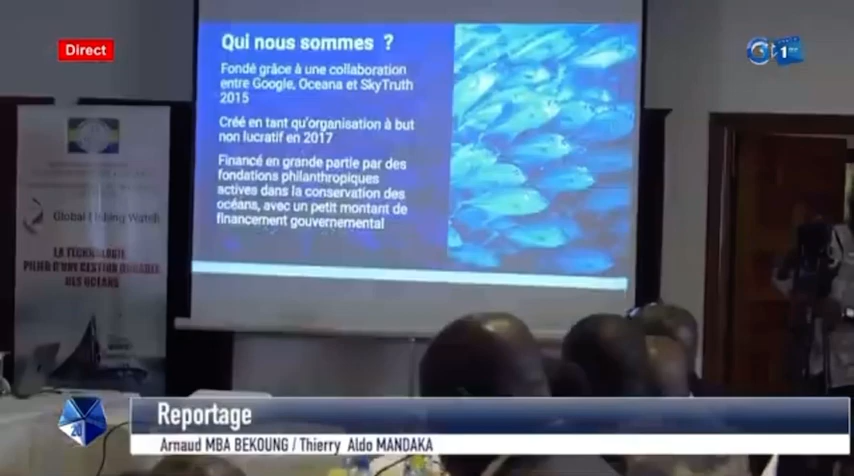 Direct
1ère
Qui nous sommes ?
Fondé grâce à une collaboration
entre Google, Oceana et SkyTruth
2015
Créé en tant qu'organisation à but
non lucratif en 2017
Financé en grande partie par des
fondations philanthropiques
actives dans la conservation des
océans, avec un petit montant de
financement gouvernemental
Global Fishing Watch
LA TECHNOLOGIE
PILIER D'UNE GESTION DURABLE
DES OCÉANS
20
Reportage
Arnaud MBA BEKOUNG / Thierry Aldo MANDAKA